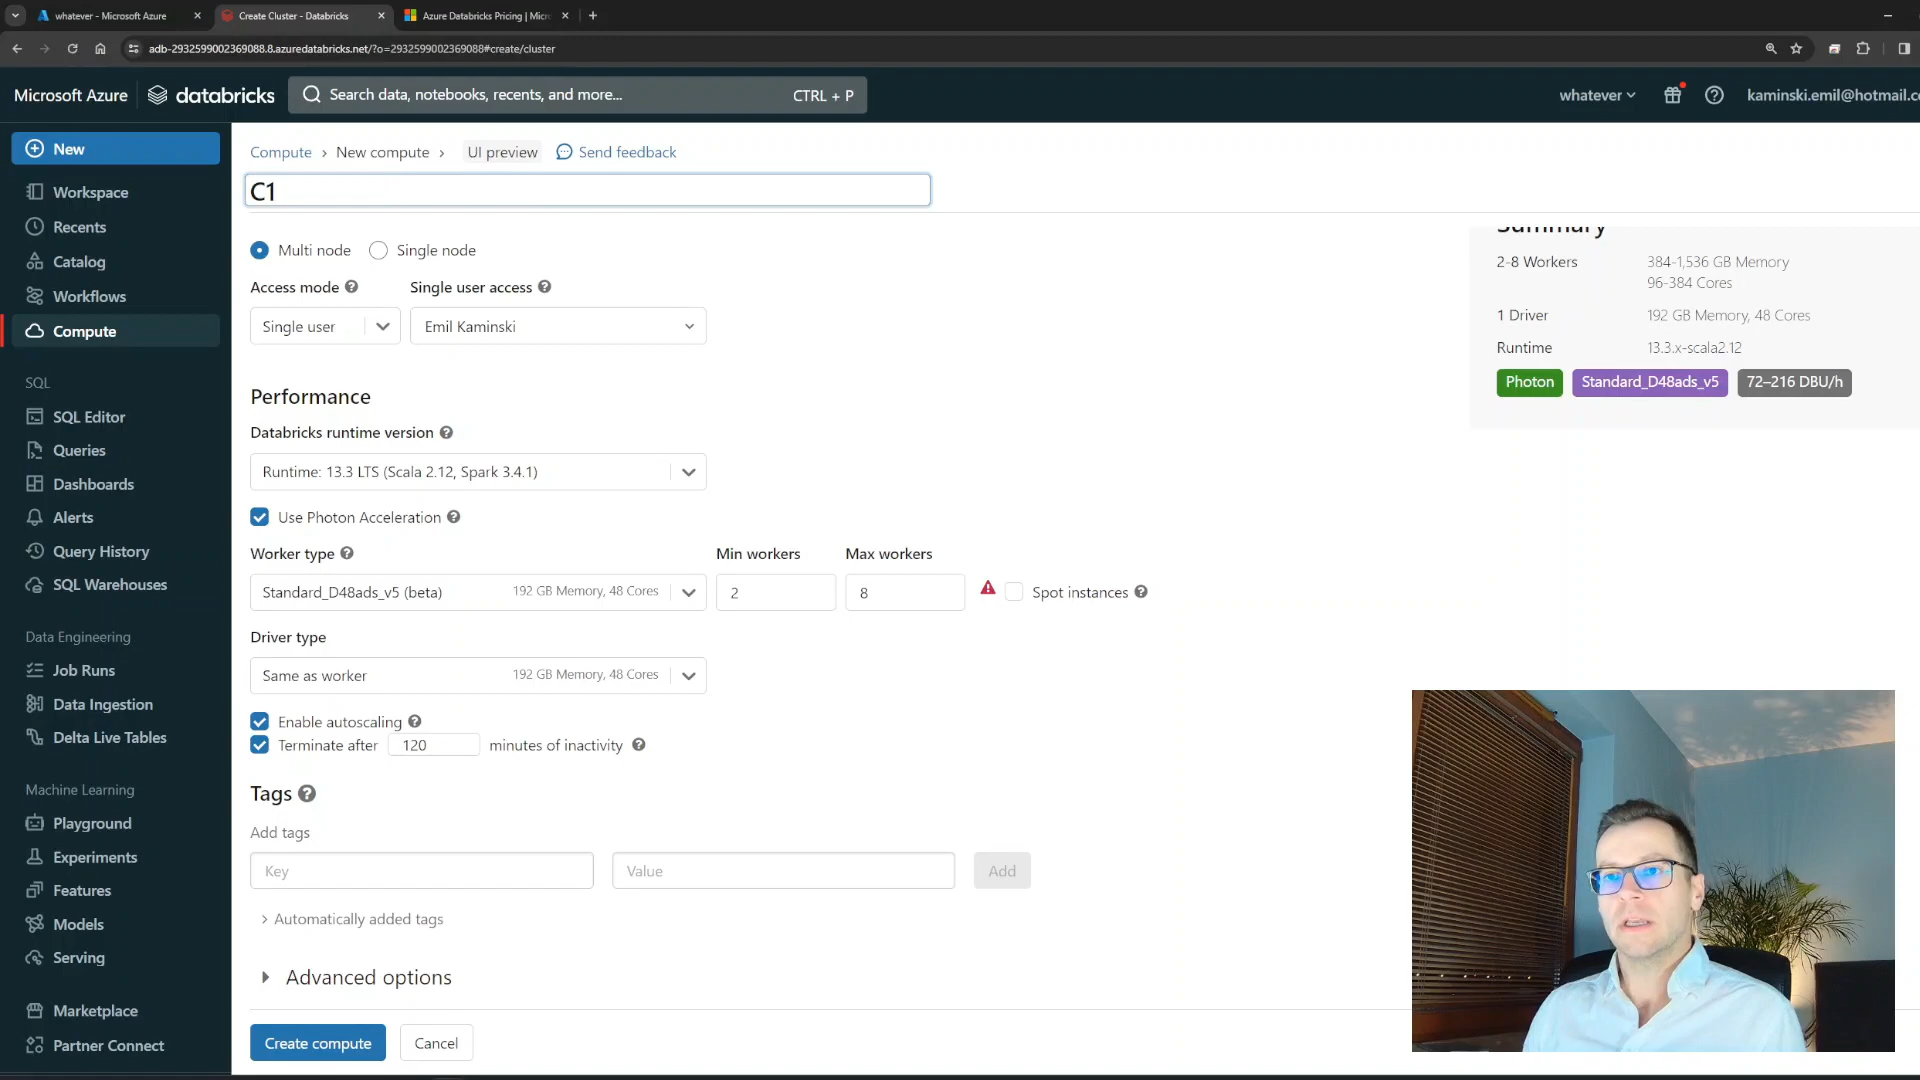 whatever - Microsoft Azure
Create Cluster - Databricks
Azure Databricks Pricing | Micr
adb-2932599002369088.8.azuredatabricks.net/?o=2932599002369088#create/cluster
Microsoft Azure
databricks
Search data, notebooks, recents, and more...
CTRL + P
whatever
kaminski.emil@hotmail.c
New
Workspace
Recents
Catalog
Workflows
Compute
SQL
SQL Editor
Queries
Dashboards
Alerts
Query History
SQL Warehouses
Data Engineering
Job Runs
Data Ingestion
Delta Live Tables
Machine Learning
Playground
Experiments
Features
Models
Serving
Marketplace
Partner Connect
Compute › New compute › UI preview Send feedback
C1
Multi node Single node
Access mode Single user access
Single user Emil Kaminski
Performance
Databricks runtime version
Runtime: 13.3 LTS (Scala 2.12, Spark 3.4.1)
Use Photon Acceleration
Worker type Min workers Max workers
Standard_D48ads_v5 (beta) 192 GB Memory, 48 Cores 2 8 Spot instances
Driver type
Same as worker 192 GB Memory, 48 Cores
Enable autoscaling
Terminate after 120 minutes of inactivity
Tags
Add tags
Key Value Add
Automatically added tags
Advanced options
Create compute Cancel
Summary
2-8 Workers 384-1,536 GB Memory
96-384 Cores
1 Driver 192 GB Memory, 48 Cores
Runtime 13.3.x-scala2.12
Photon Standard_D48ads_v5 72–216 DBU/h